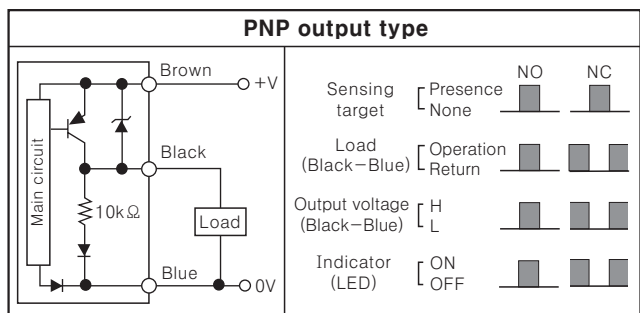 PNP output type
Brown
+V
Black
Main circuit
10kΩ
Load
Blue
0V
NO NC
Sensing target
Presence
None
Load (Black−Blue)
Operation
Return
Output voltage (Black−Blue)
H
L
Indicator (LED)
ON
OFF